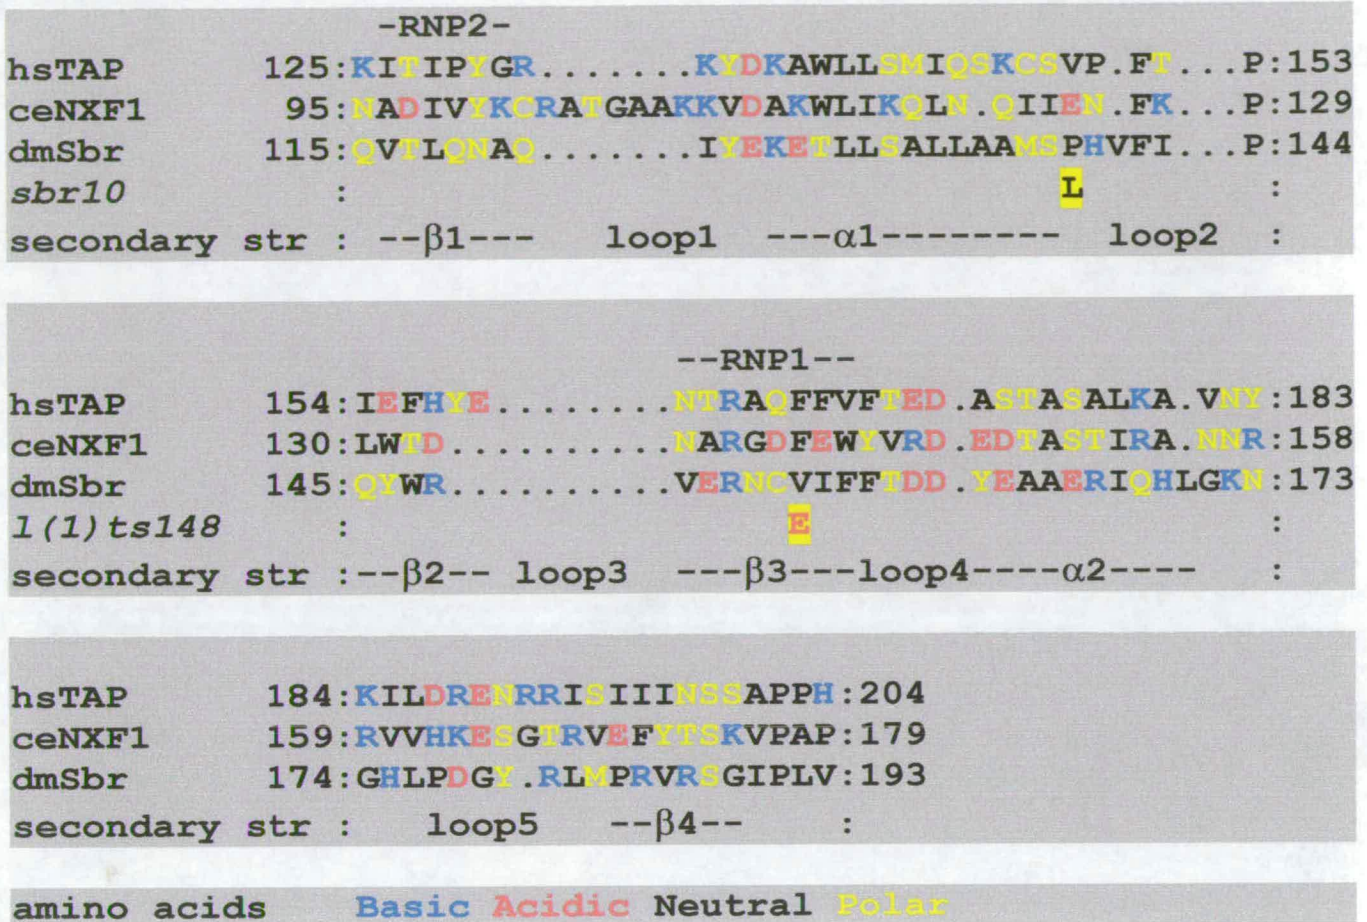 -RNP2-
hsTAP 125:KITIPYGR.......KYDKAWLLSMIQSKCSVP.FT...P:153
ceNXF1 95:NADIVYKCRATGAAKKVDAKWLIKQLN.QIIEN.FK...P:129
dmSbr 115:QVTLQNAQ.......IYEKETLLSALLAAMSPHVFI...P:144
sbr10 : L :
secondary str : --β1--- loop1 ---α1-------- loop2 :
--RNP1--
hsTAP 154:IEFHYE.........NTRAQFFVFTED.ASTASALKA.VNY:183
ceNXF1 130:LWTD...........NARGDFEWYVRD.EDTASTIRA.NNR:158
dmSbr 145:QYWR...........VERNCVIFFTDD.YEAAERIQHLGKN:173
l(1)ts148 : E :
secondary str :--β2-- loop3 ---β3---loop4----α2---- :
hsTAP 184:KILDRENRRISIIINSSAPPH:204
ceNXF1 159:RVVHKESGTRVEFYTSKVPAP:179
dmSbr 174:GHLPDGY.RLMPRVRSGIPLV:193
secondary str : loop5 --β4-- :
amino acids Basic Acidic Neutral Polar